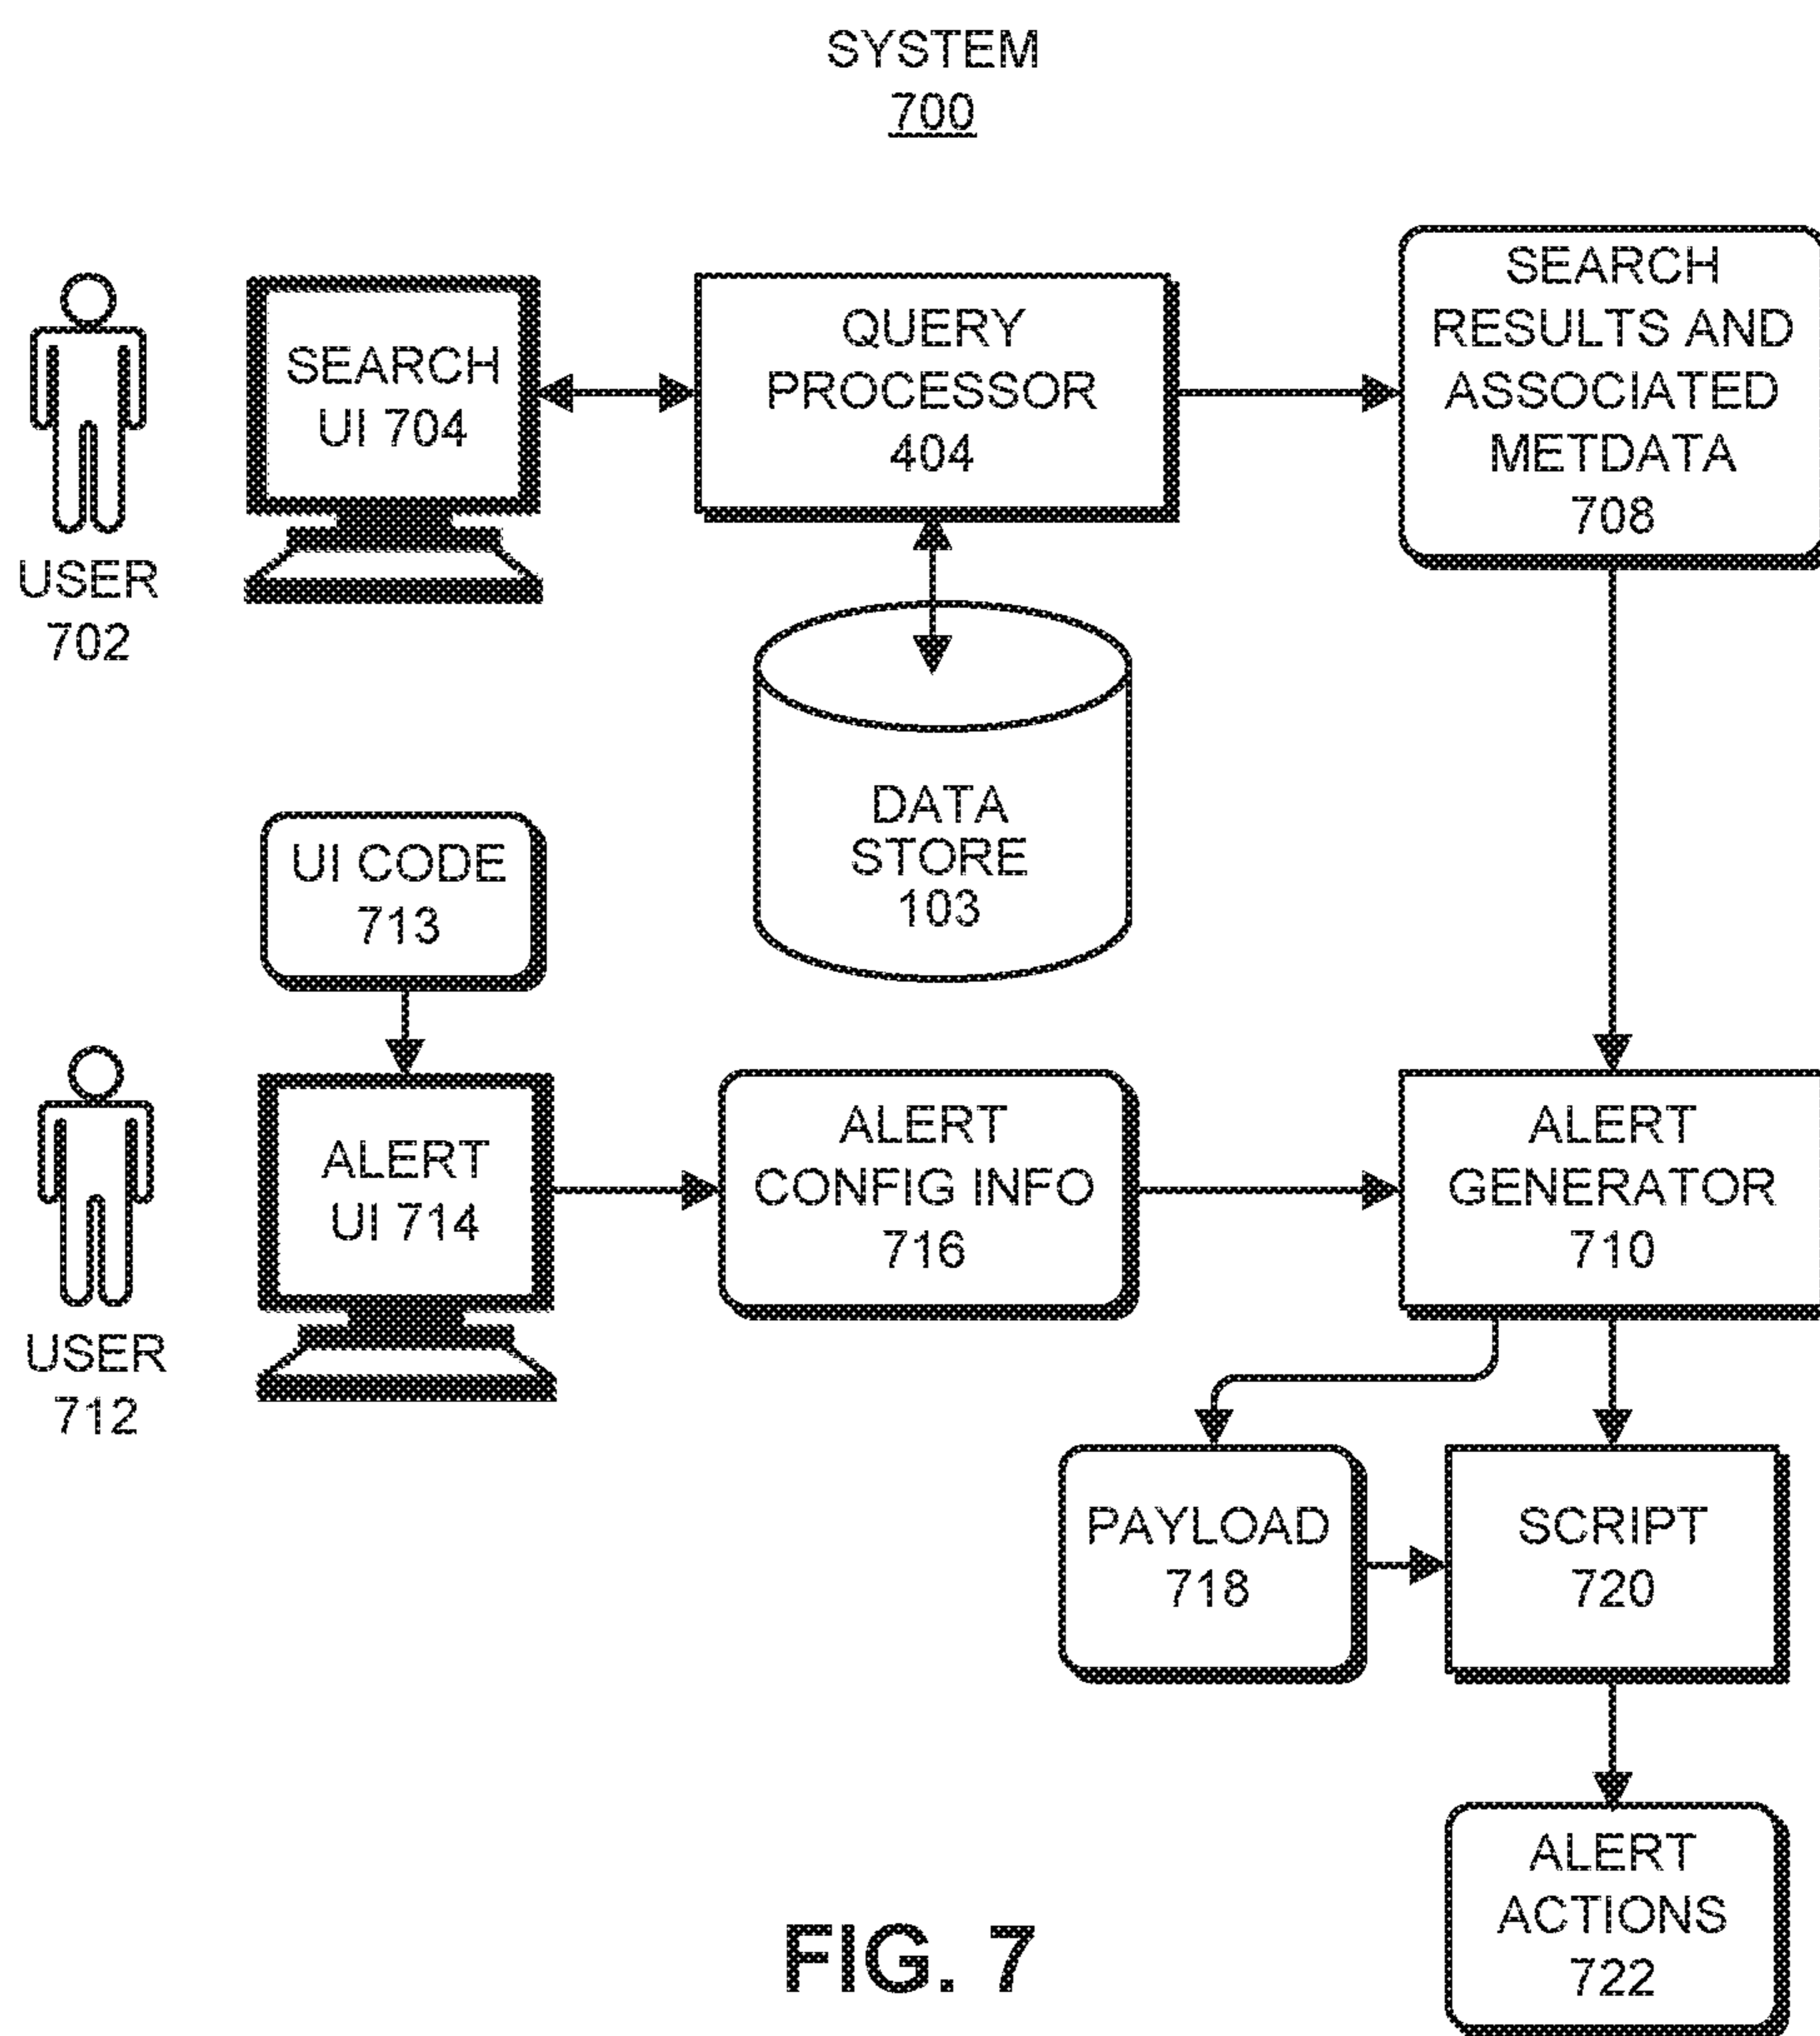 SYSTEM
700
SEARCH
UI 704
USER
702
QUERY
PROCESSOR
404
SEARCH
RESULTS AND
ASSOCIATED
METDATA
708
DATA
STORE
103
UI CODE
713
ALERT
UI 714
USER
712
ALERT
CONFIG INFO
716
ALERT
GENERATOR
710
PAYLOAD
718
SCRIPT
720
ALERT
ACTIONS
722
FIG. 7